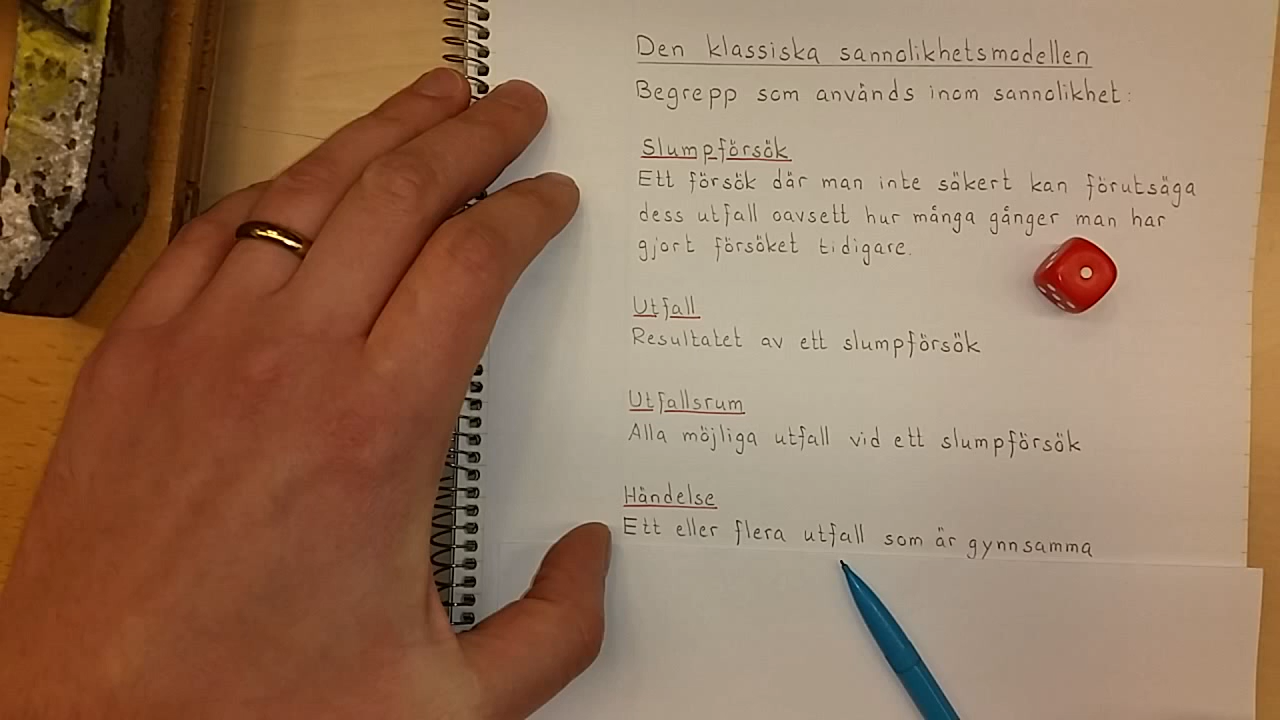 Den klassiska sannolikhetsmodellen
Begrepp som används inom sannolikhet:
Slumpförsök
Ett försök där man inte säkert kan förutsäga
dess utfall oavsett hur många gånger man har
gjort försöket tidigare.
Utfall
Resultatet av ett slumpförsök
Utfallsrum
Alla möjliga utfall vid ett slumpförsök
Händelse
Ett eller flera utfall som är gynnsamma